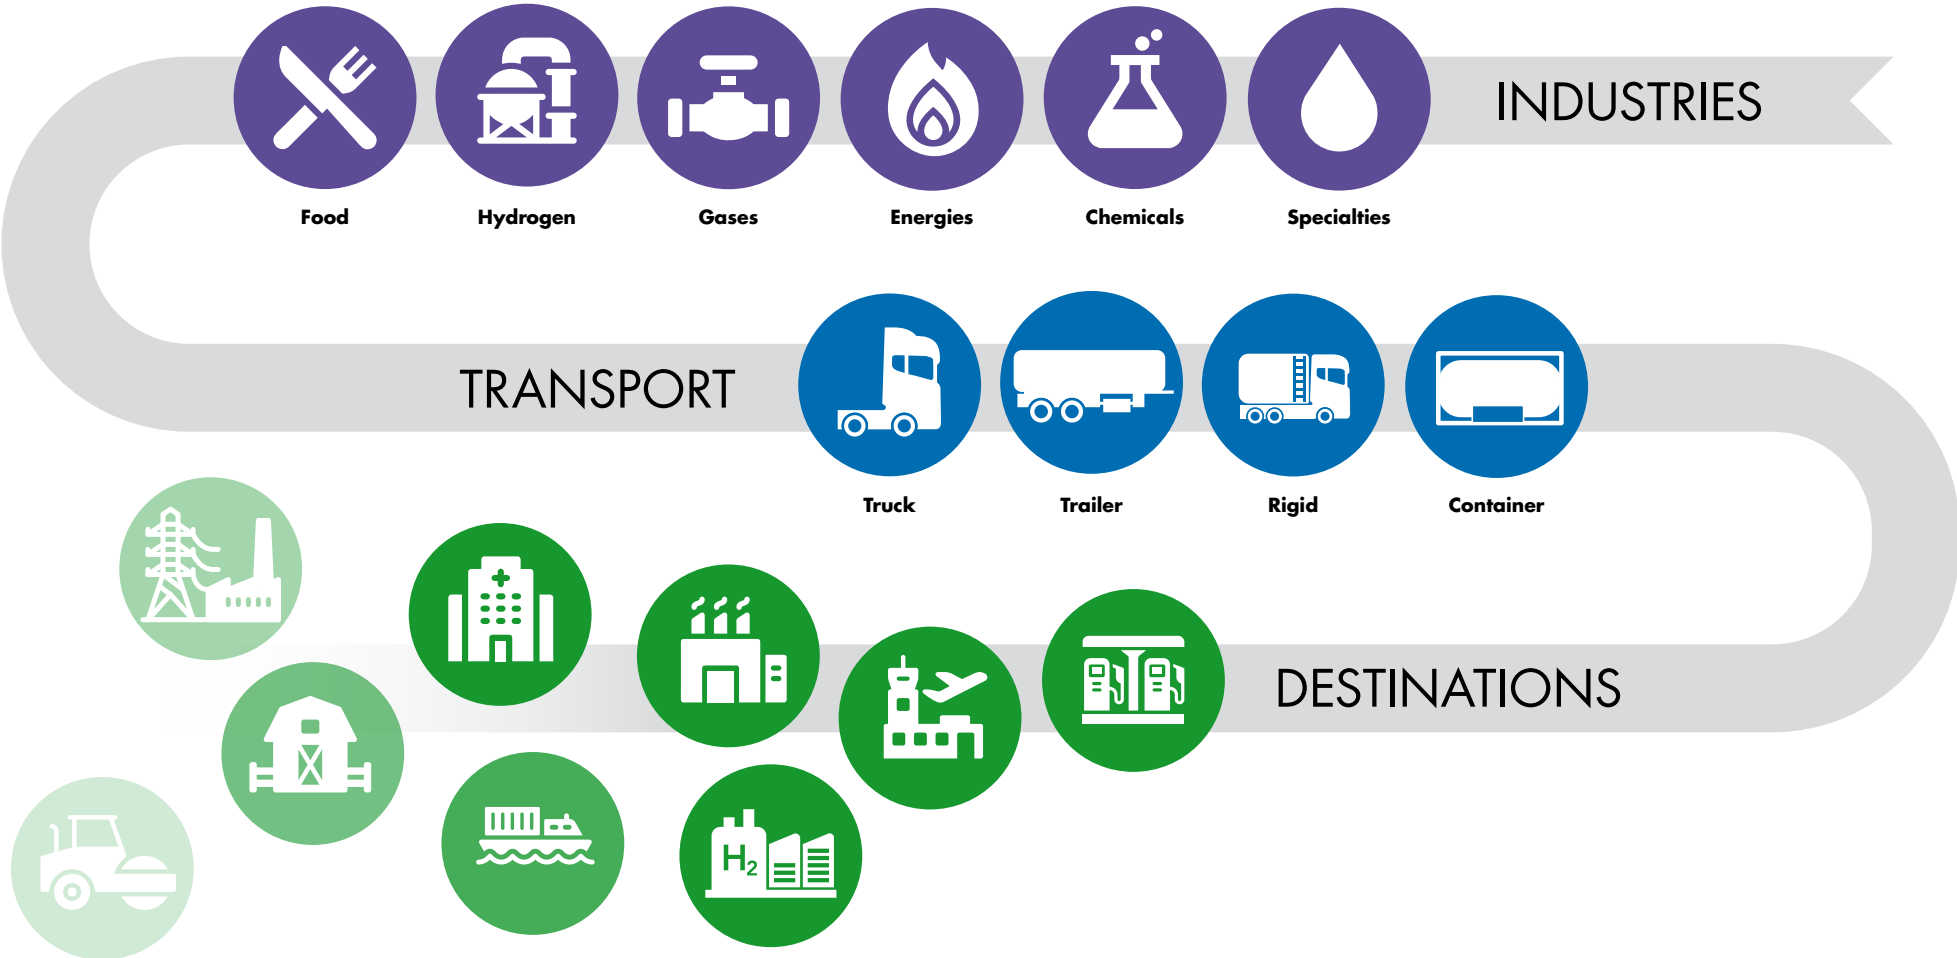 INDUSTRIES
Food
Hydrogen
Gases
Energies
Chemicals
Specialties
TRANSPORT
Truck
Trailer
Rigid
Container
DESTINATIONS
H2